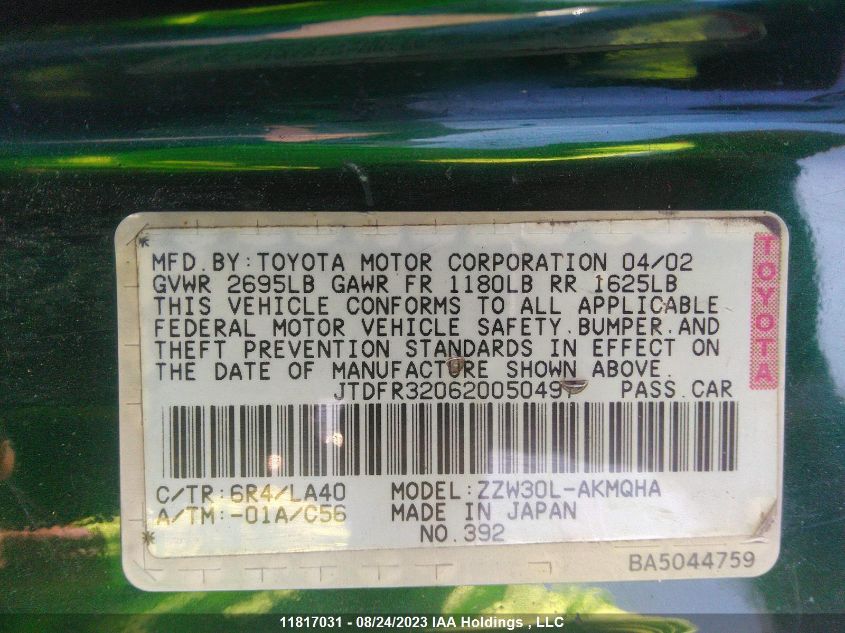 MFD.BY:TOYOTA MOTOR CORPORATION 04/02
GVWR 2695LB GAWR FR 1180LB RR 1625LB
THIS VEHICLE CONFORMS TO ALL APPLICABLE
FEDERAL MOTOR VEHICLE SAFETY.BUMPER.AND
THEFT PREVENTION STANDARDS IN EFFECT ON
THE DATE OF MANUFACTURE SHOWN ABOVE.
PASS.CAR
C/TR:6R4/LA40 MODEL:ZZW30L-AKMQHA
A/TM:-01A/C56 MADE IN JAPAN
NO.392
BA5044759
TOYOTA
11817031 - 08/24/2023 IAA Holdings , LLC